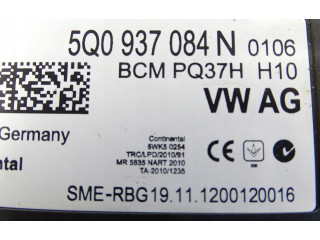 5Q0 937 084 N 0106
BCM PQ37H H10
VW AG
Germany
Continental
5WK5 0254
TRC/LPD/2010/91
MR 5835 NART 2010
TA-2010/1235
CE
ntal
SME-RBG19.11.1200120016